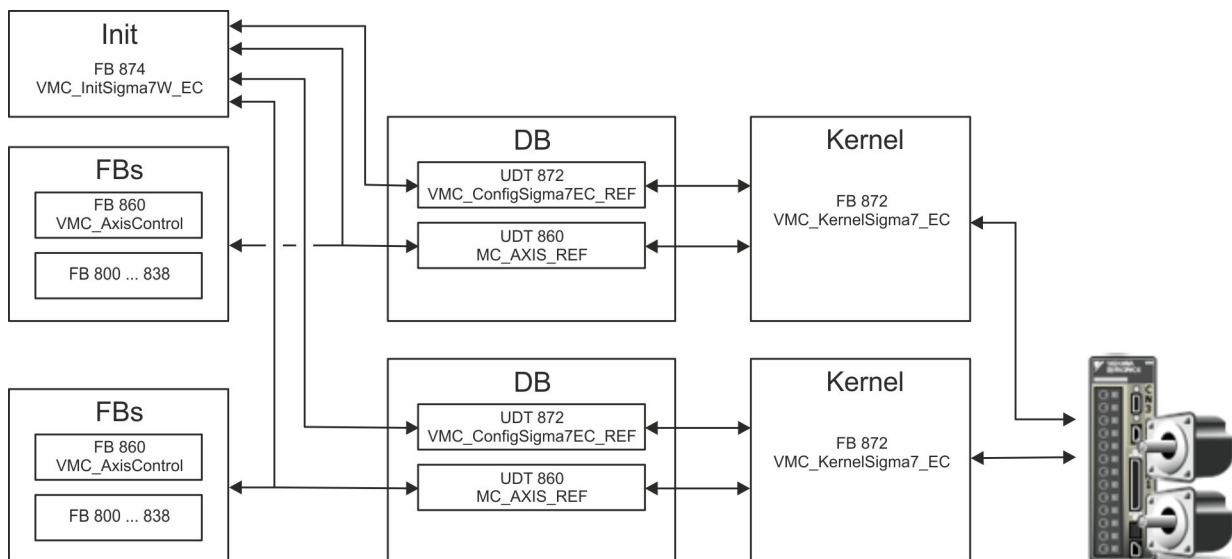 Init
FB 874
VMC_InitSigma7W_EC
FBs
FB 860
VMC_AxisControl
FB 800 ... 838
DB
UDT 872
VMC_ConfigSigma7EC_REF
UDT 860
MC_AXIS_REF
Kernel
FB 872
VMC_KernelSigma7_EC
FBs
FB 860
VMC_AxisControl
FB 800 ... 838
DB
UDT 872
VMC_ConfigSigma7EC_REF
UDT 860
MC_AXIS_REF
Kernel
FB 872
VMC_KernelSigma7_EC